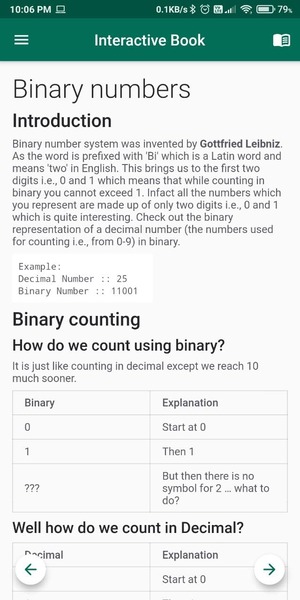 10:06 PM 0.1KB/s 79%
Interactive Book
Binary numbers
Introduction
Binary number system was invented by Gottfried Leibniz.
As the word is prefixed with 'Bi' which is a Latin word and
means 'two' in English. This brings us to the first two
digits i.e., 0 and 1 which means that while counting in
binary you cannot exceed 1. Infact all the numbers which
you represent are made up of only two digits i.e., 0 and 1
which is quite interesting. Check out the binary
representation of a decimal number (the numbers used
for counting i.e., from 0-9) in binary.
Example:
Decimal Number :: 25
Binary Number :: 11001
Binary counting
How do we count using binary?
It is just like counting in decimal except we reach 10
much sooner.
Binary Explanation
0 Start at 0
1 Then 1
??? But then there is no
symbol for 2 ... what to
do?
Well how do we count in Decimal?
Decimal Explanation
Start at 0